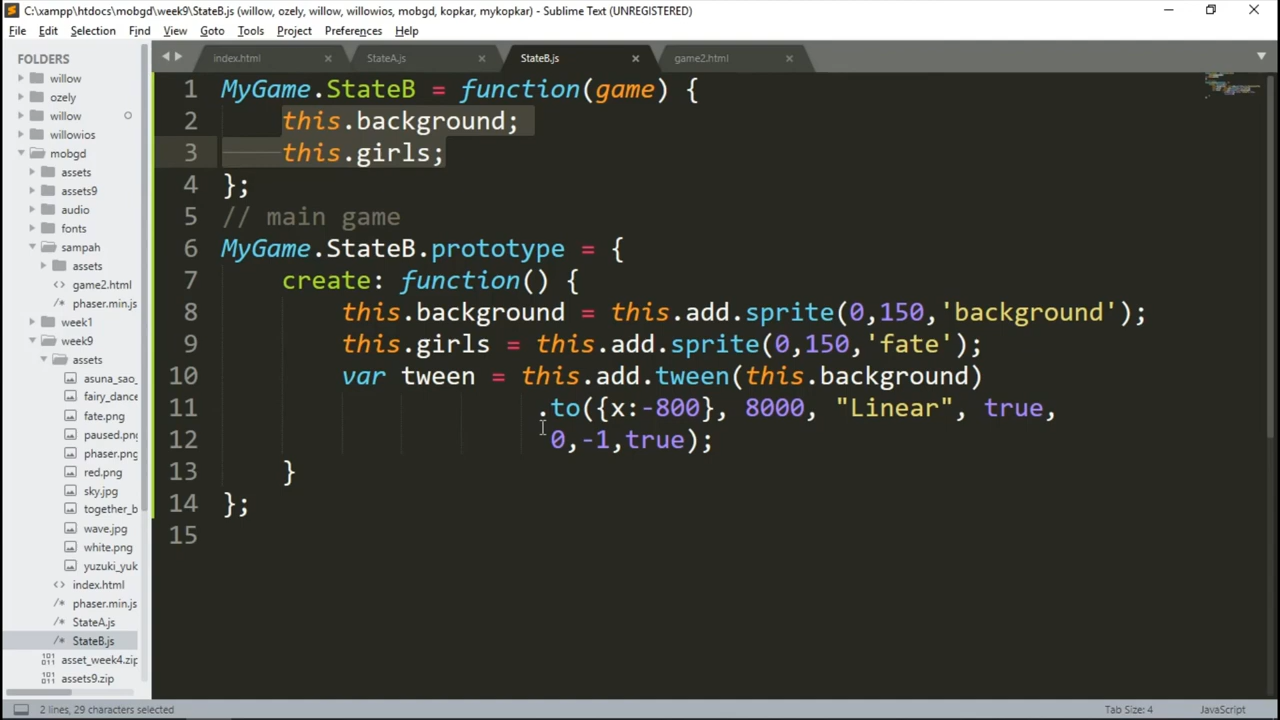 C:\xampp\htdocs\mobgd\week9\StateB.js (willow, ozely, willow, willowios, mobgd, kopkar, mykopkar) - Sublime Text (UNREGISTERED)
File Edit Selection Find View Goto Tools Project Preferences Help
FOLDERS
willow
ozely
willow
willowios
mobgd
assets
assets9
audio
fonts
sampah
assets
<> game2.html
/* phaser.min.js
week1
week9
assets
asuna_sao_
fairy_dance
fate.png
paused.png
phaser.png
red.png
sky.jpg
together_b
wave.jpg
white.png
yuzuki_yuk
<> index.html
/* phaser.min.js
/* StateA.js
/* StateB.js
asset_week4.zip
assets9.zip
index.html × StateA.js × StateB.js × game2.html ×
1 MyGame.StateB = function(game) {
2 this.background;
3 this.girls;
4 };
5 // main game
6 MyGame.StateB.prototype = {
7 create: function() {
8 this.background = this.add.sprite(0,150,'background');
9 this.girls = this.add.sprite(0,150,'fate');
10 var tween = this.add.tween(this.background)
11 .to({x:-800}, 8000, "Linear", true,
12 0,-1,true);
13 }
14 };
15
2 lines, 29 characters selected
Tab Size: 4
JavaScript